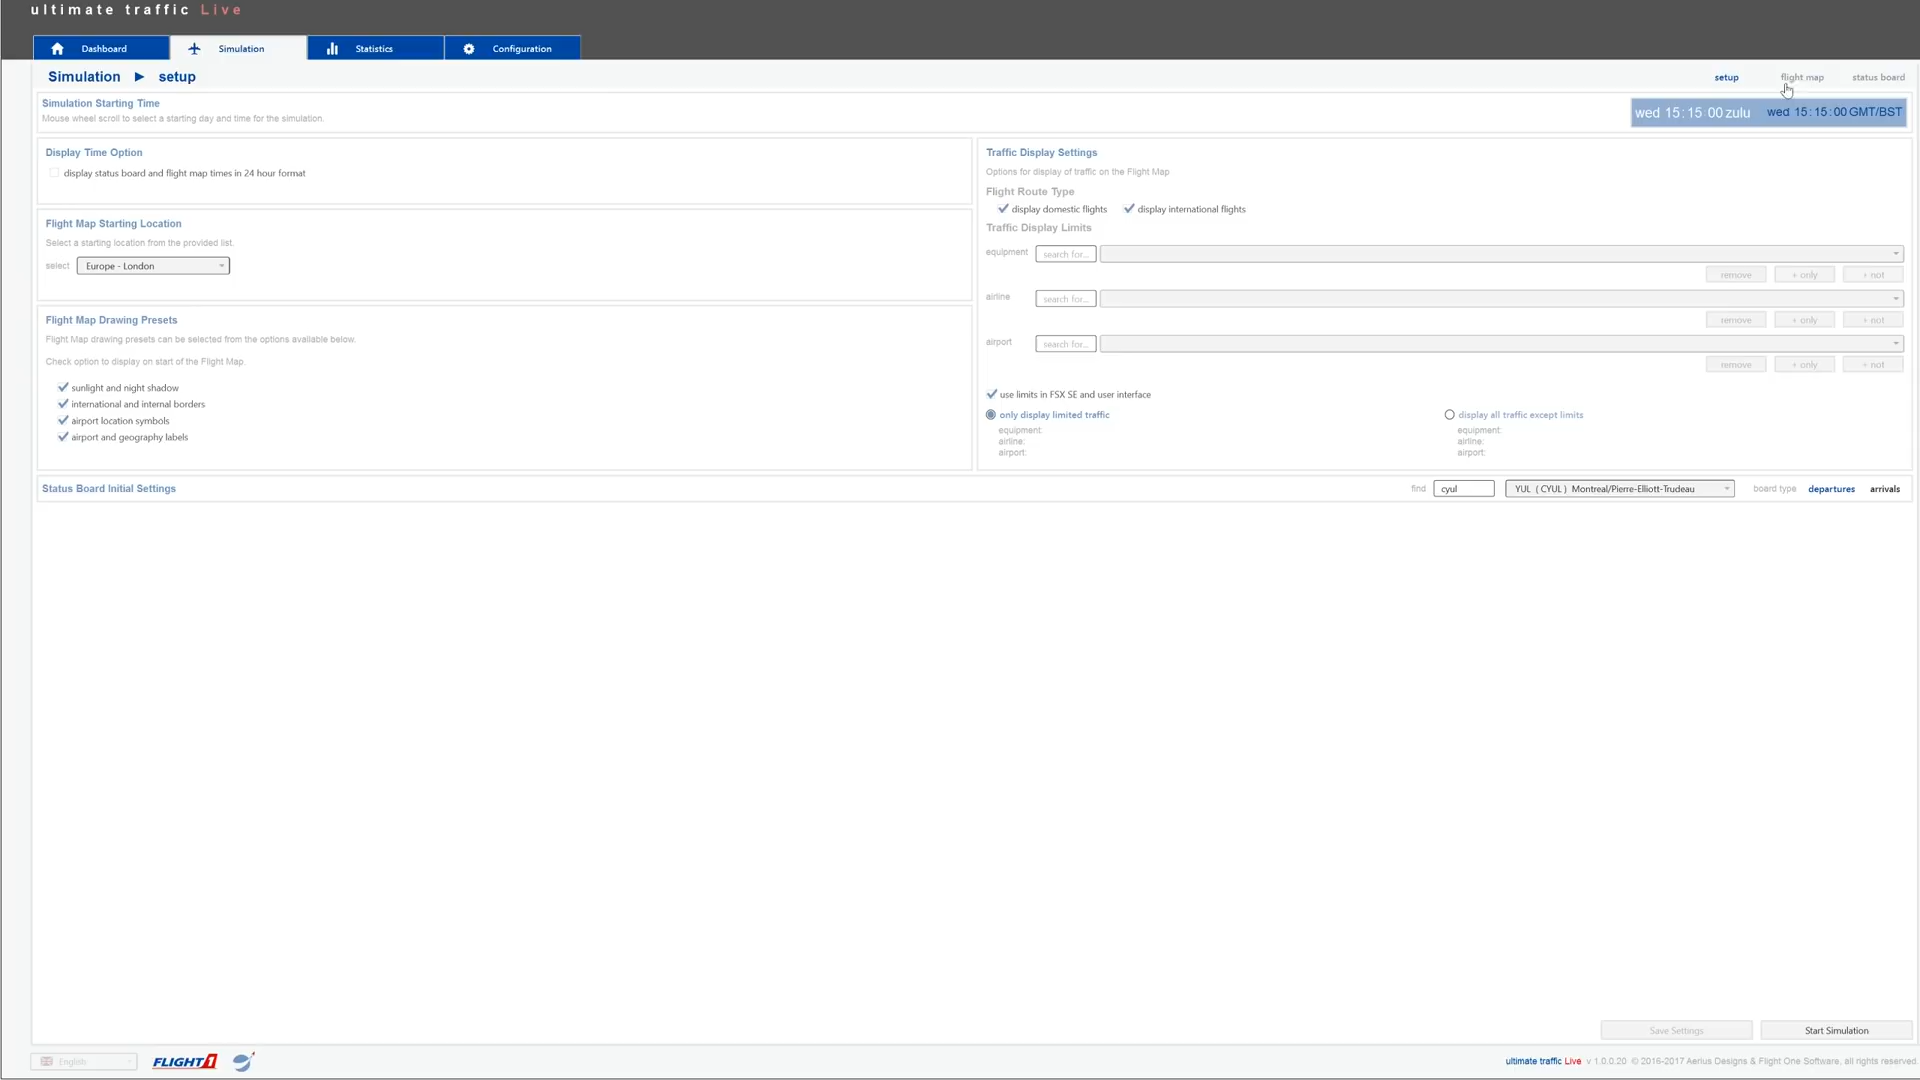 ultimate traffic Live
Dashboard
Simulation
Statistics
Configuration
Simulation ► setup
setup
flight map
status board
Simulation Starting Time
Mouse wheel scroll to select a starting day and time for the simulation.
wed 15:15:00 zulu
wed 15:15:00 GMT/BST
Display Time Option
display status board and flight map times in 24 hour format
Flight Map Starting Location
Select a starting location from the provided list.
select
Europe - London
Flight Map Drawing Presets
Flight Map drawing presets can be selected from the options available below.
Check option to display on start of the Flight Map.
sunlight and night shadow
international and internal borders
airport location symbols
airport and geography labels
Traffic Display Settings
Options for display of traffic on the Flight Map
Flight Route Type
display domestic flights
display international flights
Traffic Display Limits
equipment
search for...
remove
+ only
+ not
airline
search for...
remove
+ only
+ not
airport
search for...
remove
+ only
+ not
use limits in FSX SE and user interface
only display limited traffic
equipment:
airline:
airport:
display all traffic except limits
equipment:
airline:
airport:
Status Board Initial Settings
find
cyul
YUL ( CYUL ) Montreal/Pierre-Elliott-Trudeau
board type
departures
arrivals
Save Settings
Start Simulation
English
FLIGHT1
ultimate traffic Live v 1.0.0.20 © 2016-2017 Aerius Designs & Flight One Software, all rights reserved.